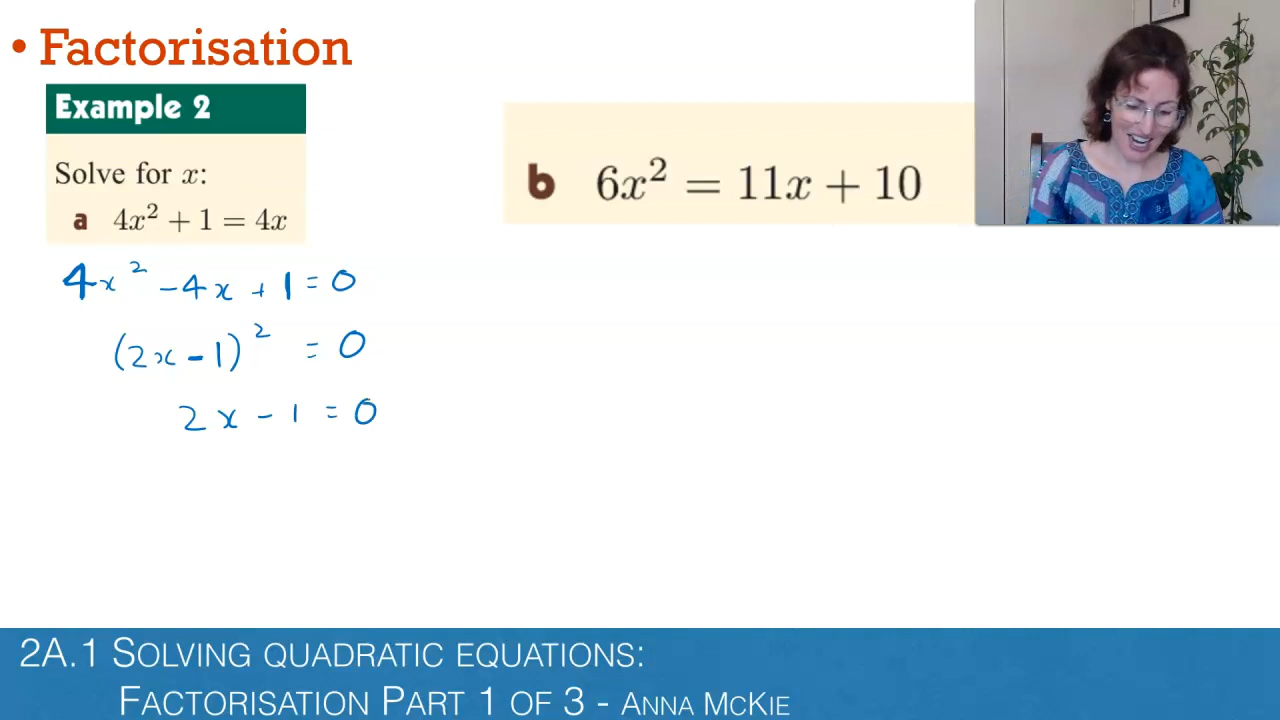 • Factorisation
Example 2
Solve for x:
a 4x² + 1 = 4x
4x² - 4x + 1 = 0
(2x - 1)² = 0
2x - 1 = 0
b 6x² = 11x + 10
2A.1 SOLVING QUADRATIC EQUATIONS:
FACTORISATION PART 1 OF 3 - ANNA MCKIE